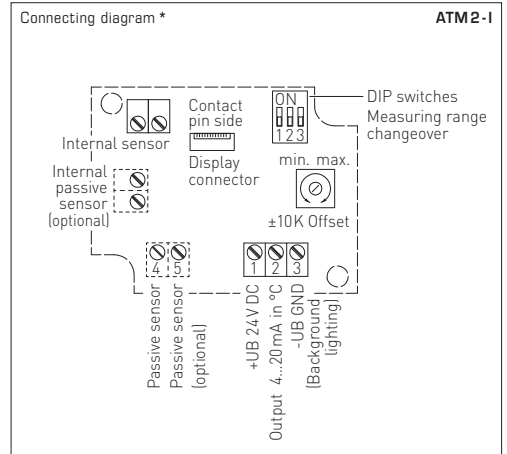 Connecting diagram *
ATM 2 - I
ON
1 2 3
DIP switches
Measuring range
changeover
Contact
pin side
Internal sensor
Display
connector
Internal
passive
sensor
(optional)
min. max.
±10K Offset
4 5
1 2 3
Passive sensor
Passive sensor
(optional)
+UB 24V DC
Output 4...20mA in °C
-UB GND
(Background
lighting)